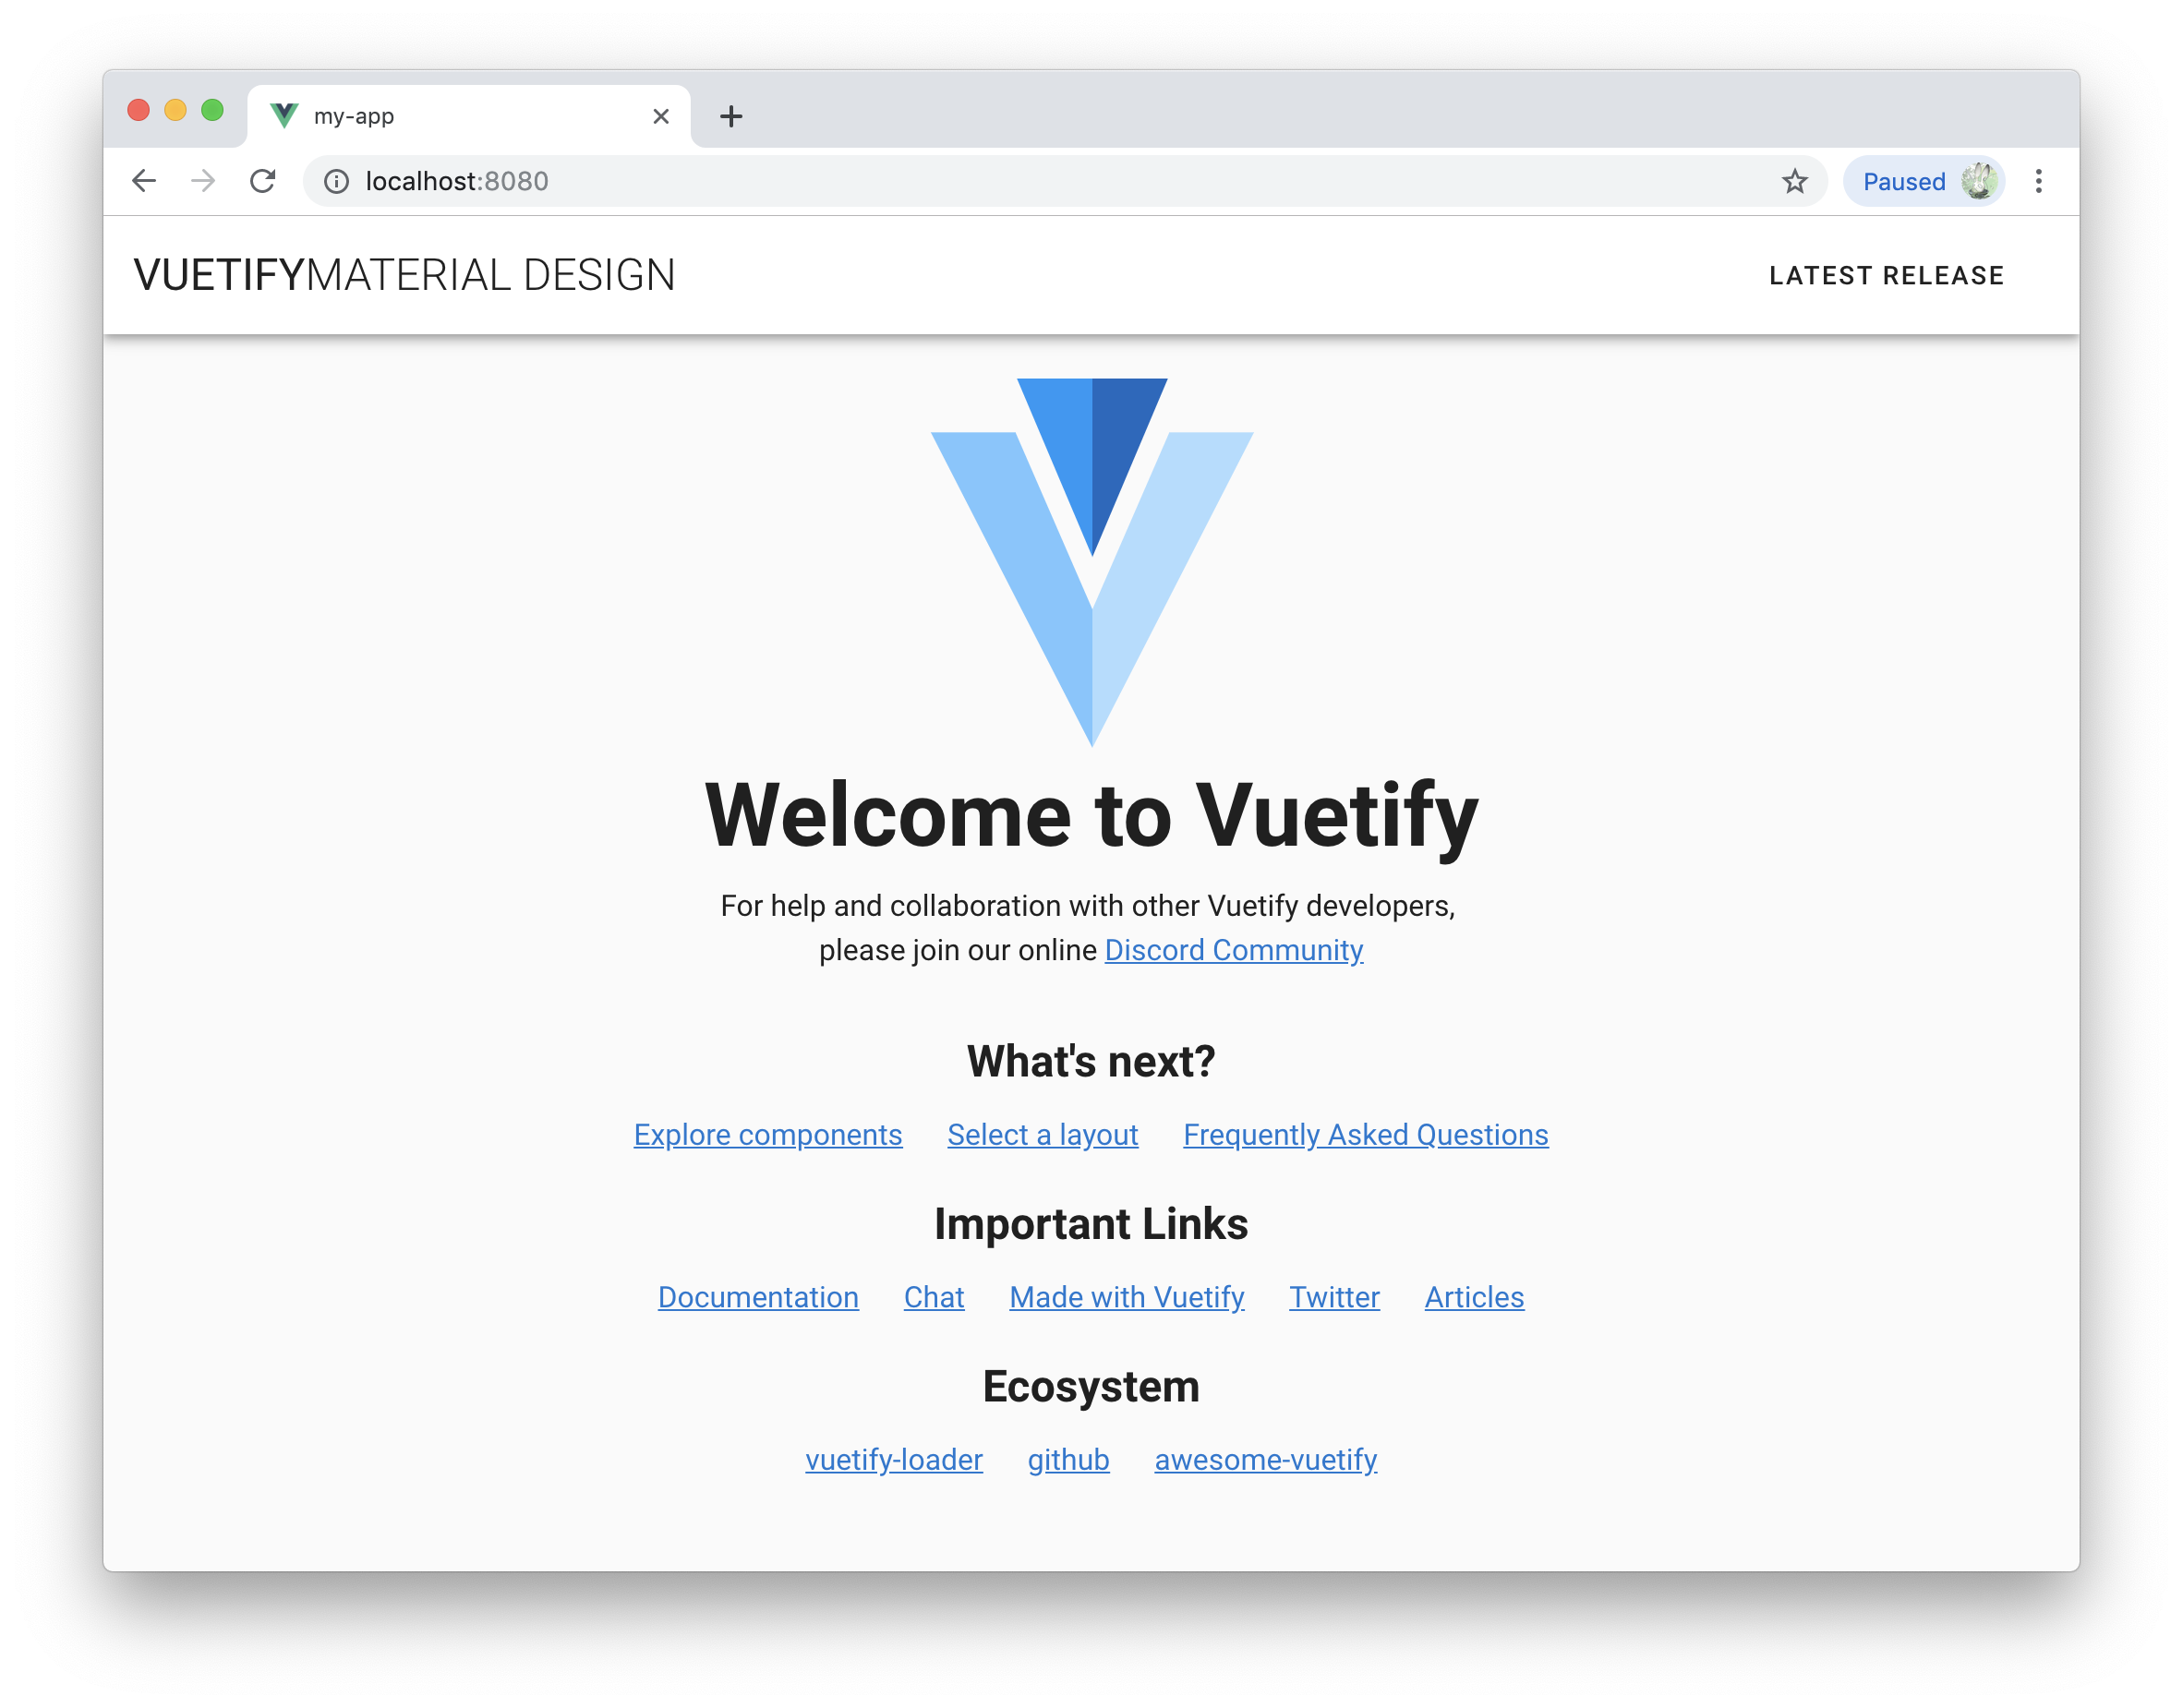 my-app
localhost:8080
Paused
VUETIFYMATERIAL DESIGN
LATEST RELEASE
Welcome to Vuetify
For help and collaboration with other Vuetify developers,
please join our online Discord Community
What's next?
Explore components Select a layout Frequently Asked Questions
Important Links
Documentation Chat Made with Vuetify Twitter Articles
Ecosystem
vuetify-loader github awesome-vuetify